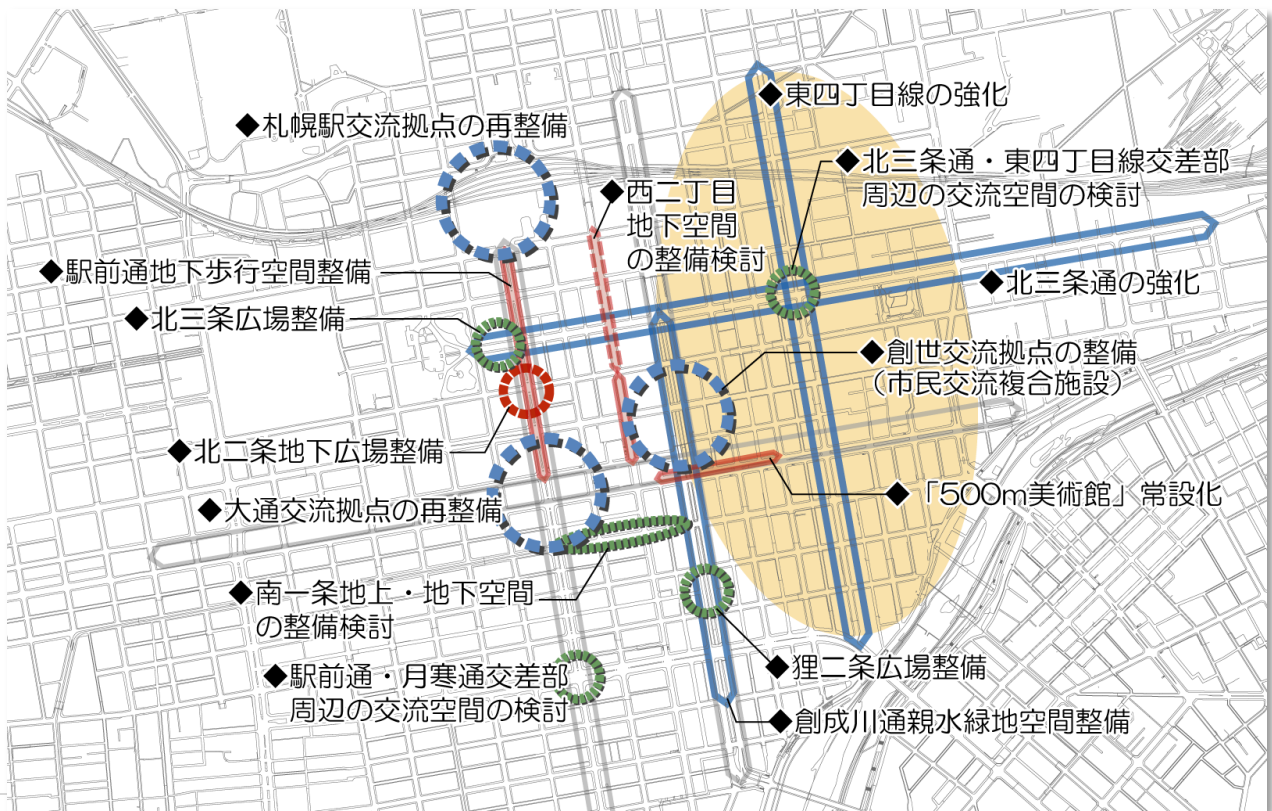 ◆東四丁目線の強化
◆札幌駅交流拠点の再整備
◆北三条通・東四丁目線交差部
周辺の交流空間の検討
◆西二丁目
地下空間
の整備検討
◆駅前通地下歩行空間整備
◆北三条通の強化
◆北三条広場整備
◆創世交流拠点の整備
（市民交流複合施設）
◆北二条地下広場整備
◆「500m美術館」常設化
◆大通交流拠点の再整備
◆南一条地上・地下空間
の整備検討
◆狸二条広場整備
◆駅前通・月寒通交差部
周辺の交流空間の検討
◆創成川通親水緑地空間整備